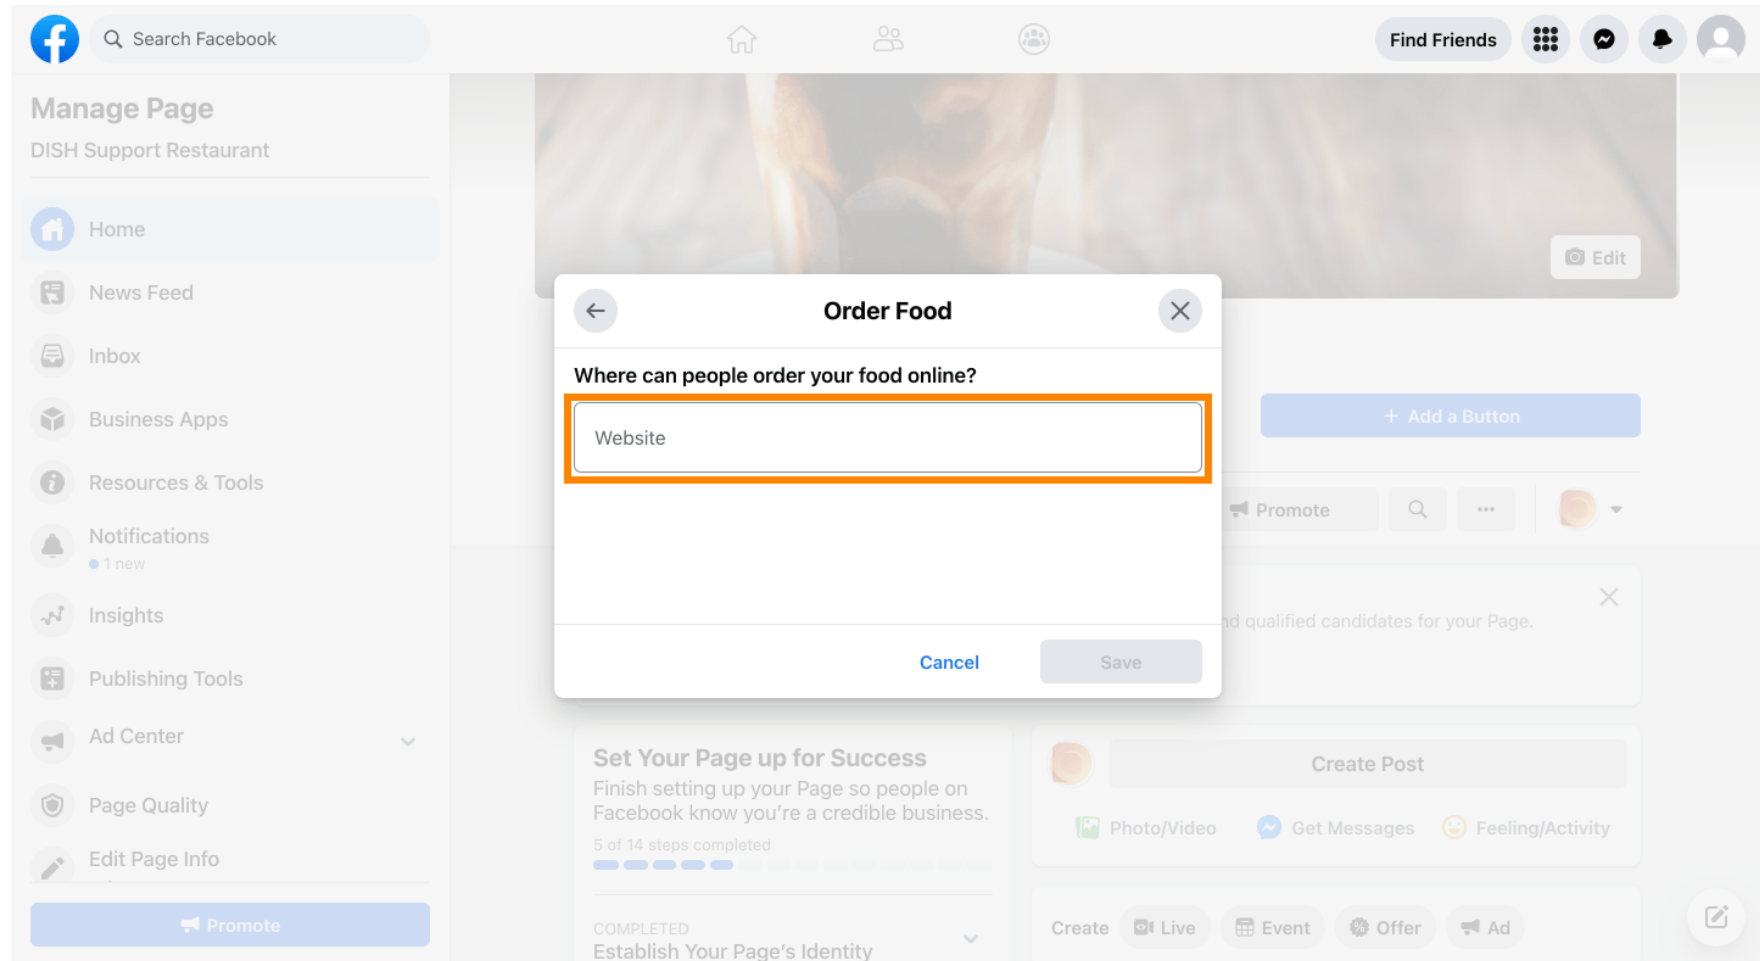 Search Facebook
Find Friends
Manage Page
DISH Support Restaurant
Home
News Feed
Inbox
Business Apps
Resources & Tools
Notifications
1 new
Insights
Publishing Tools
Ad Center
Page Quality
Edit Page Info
Promote
Edit
Order Food
Where can people order your food online?
Website
Cancel
Save
+ Add a Button
Promote
qualified candidates for your Page.
Set Your Page up for Success
Finish setting up your Page so people on
Facebook know you're a credible business.
5 of 14 steps completed
COMPLETED
Establish Your Page's Identity
Create Post
Photo/Video
Get Messages
Feeling/Activity
Create
Live
Event
Offer
Ad